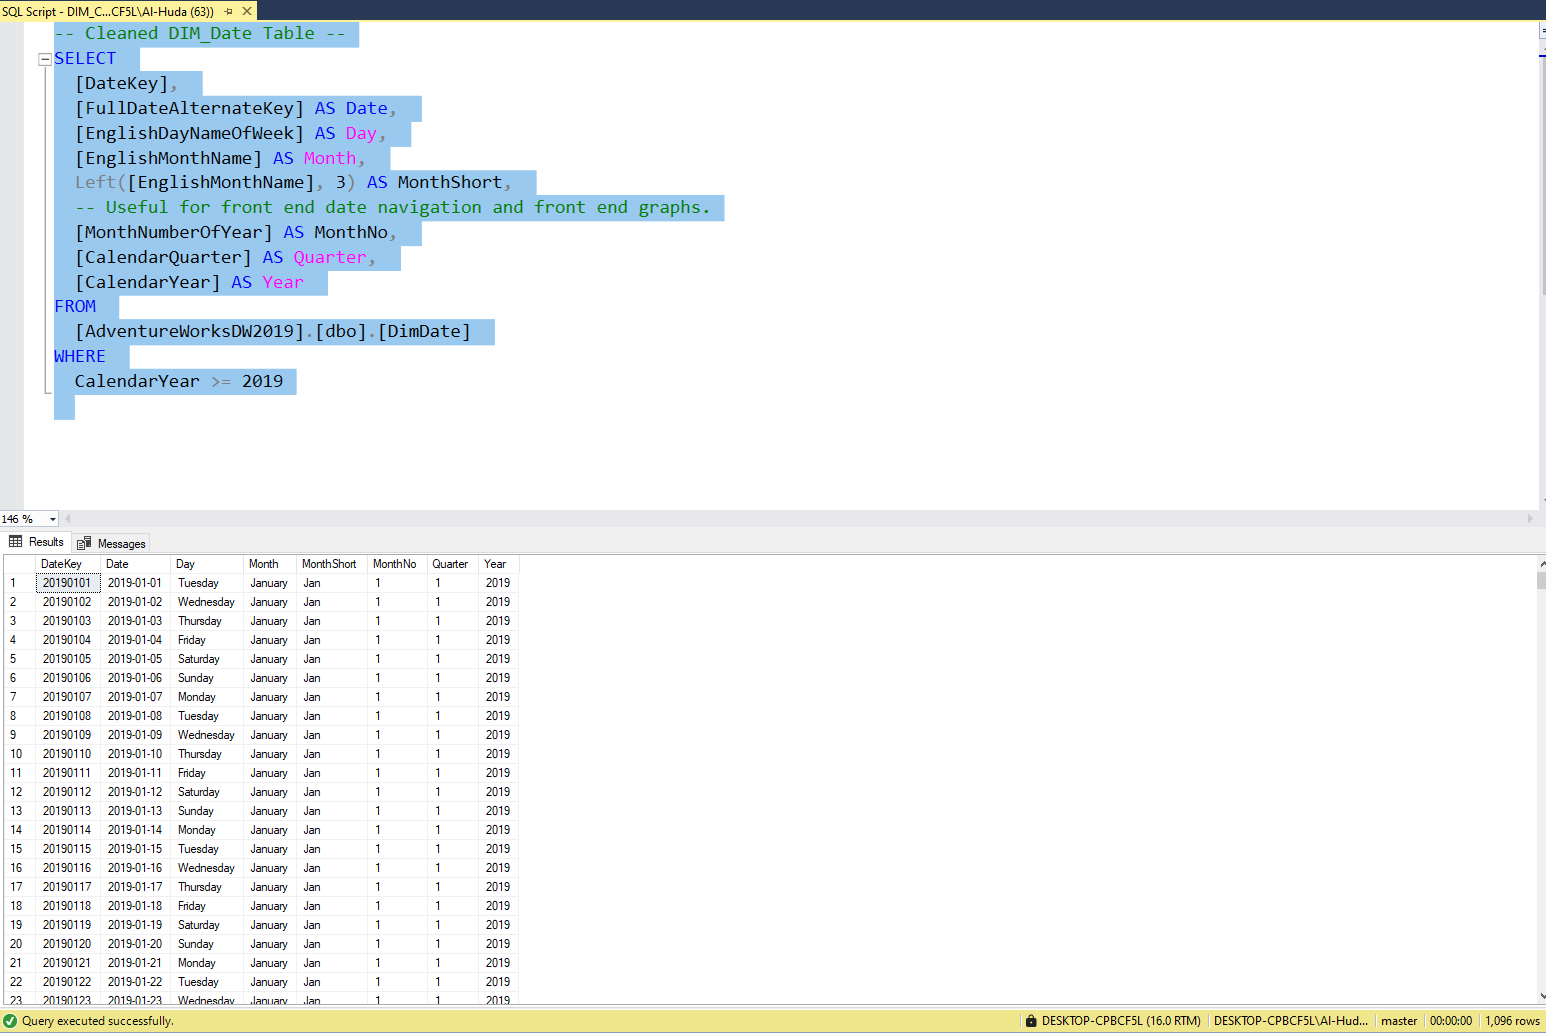 SQL Script - DIM_C...CF5L\Al-Huda (63))
-- Cleaned DIM_Date Table --
SELECT
[DateKey],
[FullDateAlternateKey] AS Date,
[EnglishDayNameOfWeek] AS Day,
[EnglishMonthName] AS Month,
Left([EnglishMonthName], 3) AS MonthShort,
-- Useful for front end date navigation and front end graphs.
[MonthNumberOfYear] AS MonthNo,
[CalendarQuarter] AS Quarter,
[CalendarYear] AS Year
FROM
[AdventureWorksDW2019].[dbo].[DimDate]
WHERE
CalendarYear >= 2019
146 %
Results Messages
DateKey Date Day Month MonthShort MonthNo Quarter Year
1 20190101 2019-01-01 Tuesday January Jan 1 1 2019
2 20190102 2019-01-02 Wednesday January Jan 1 1 2019
3 20190103 2019-01-03 Thursday January Jan 1 1 2019
4 20190104 2019-01-04 Friday January Jan 1 1 2019
5 20190105 2019-01-05 Saturday January Jan 1 1 2019
6 20190106 2019-01-06 Sunday January Jan 1 1 2019
7 20190107 2019-01-07 Monday January Jan 1 1 2019
8 20190108 2019-01-08 Tuesday January Jan 1 1 2019
9 20190109 2019-01-09 Wednesday January Jan 1 1 2019
10 20190110 2019-01-10 Thursday January Jan 1 1 2019
11 20190111 2019-01-11 Friday January Jan 1 1 2019
12 20190112 2019-01-12 Saturday January Jan 1 1 2019
13 20190113 2019-01-13 Sunday January Jan 1 1 2019
14 20190114 2019-01-14 Monday January Jan 1 1 2019
15 20190115 2019-01-15 Tuesday January Jan 1 1 2019
16 20190116 2019-01-16 Wednesday January Jan 1 1 2019
17 20190117 2019-01-17 Thursday January Jan 1 1 2019
18 20190118 2019-01-18 Friday January Jan 1 1 2019
19 20190119 2019-01-19 Saturday January Jan 1 1 2019
20 20190120 2019-01-20 Sunday January Jan 1 1 2019
21 20190121 2019-01-21 Monday January Jan 1 1 2019
22 20190122 2019-01-22 Tuesday January Jan 1 1 2019
23 20190123 2019-01-23 Wednesday January Jan 1 1 2019
Query executed successfully. DESKTOP-CPBCF5L (16.0 RTM) DESKTOP-CPBCF5L\Al-Hud... master 00:00:00 1,096 rows